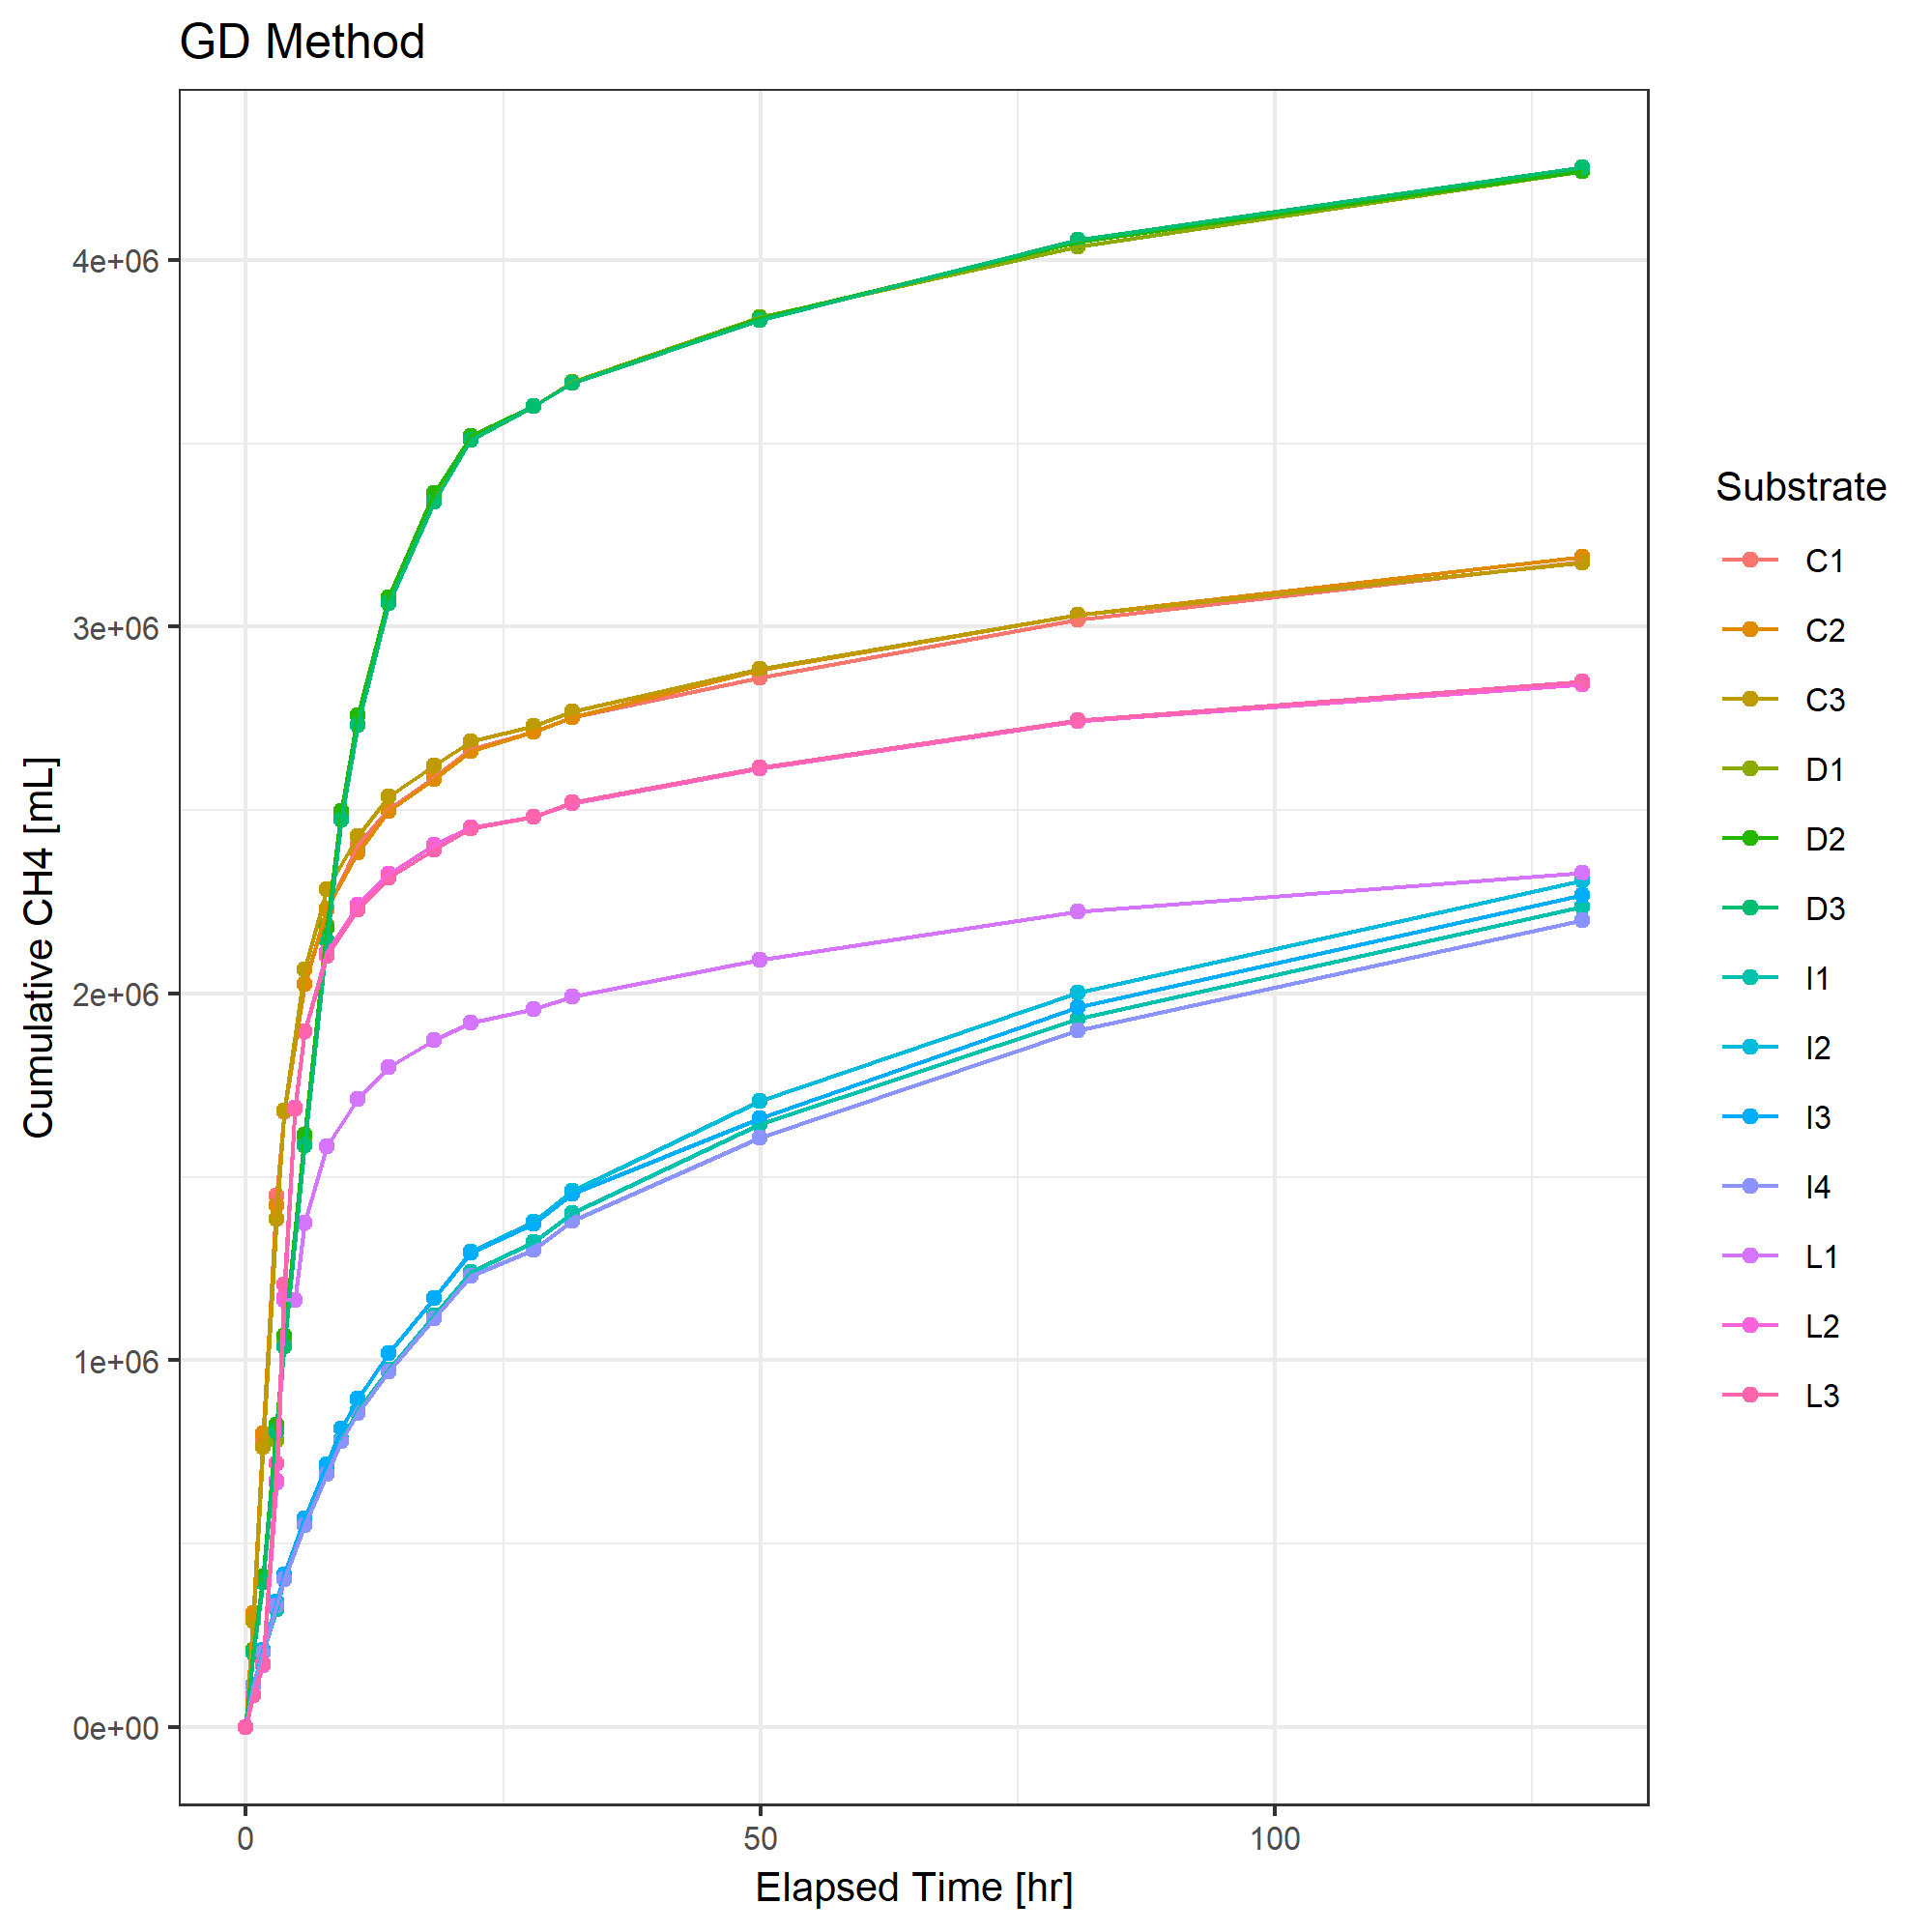 GD Method
Cumulative CH4 [mL]
4e+06
3e+06
2e+06
1e+06
0e+00
0
50
100
Elapsed Time [hr]
Substrate
C1
C2
C3
D1
D2
D3
I1
I2
I3
I4
L1
L2
L3